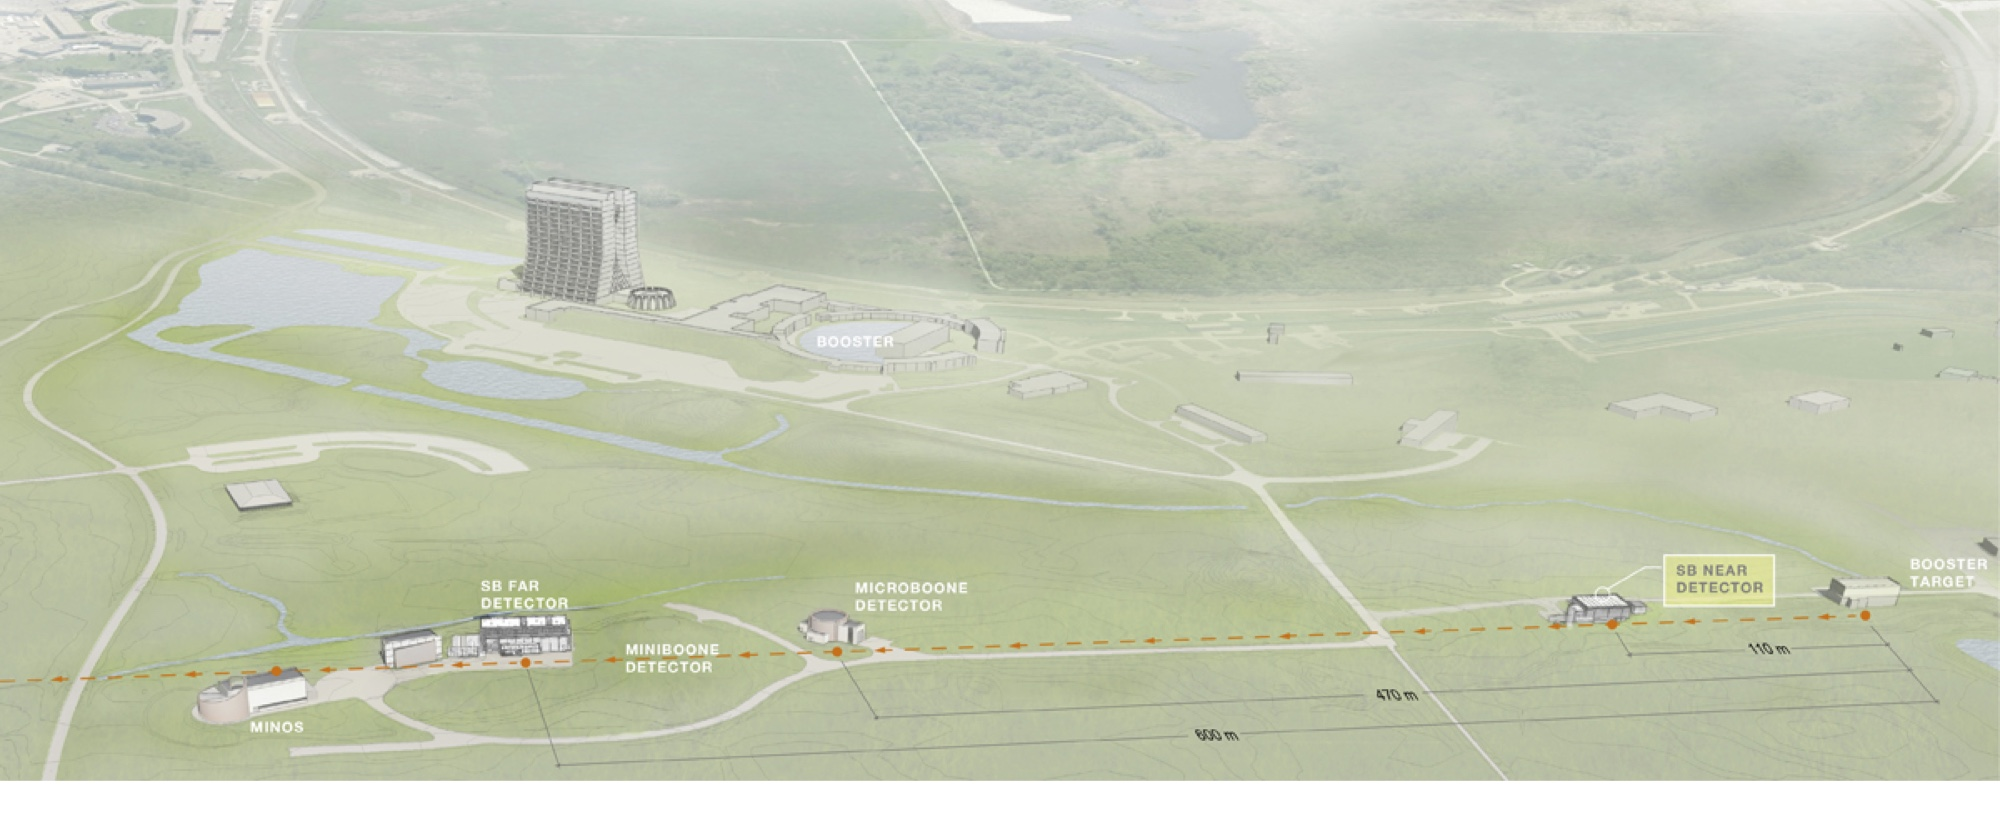 BOOSTER
SB NEAR
DETECTOR
BOOSTER
TARGET
SB FAR
DETECTOR
MICROBOONE
DETECTOR
MINIBOONE
DETECTOR
MINOS
110 m
470 m
600 m